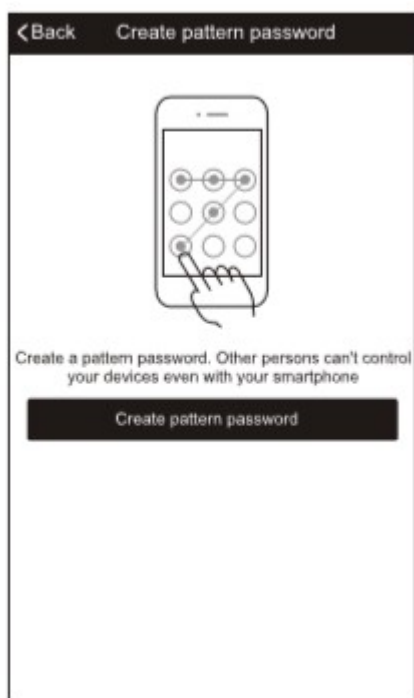 Back Create pattern password
Create a pattern password. Other persons can't control
your devices even with your smartphone
Create pattern password